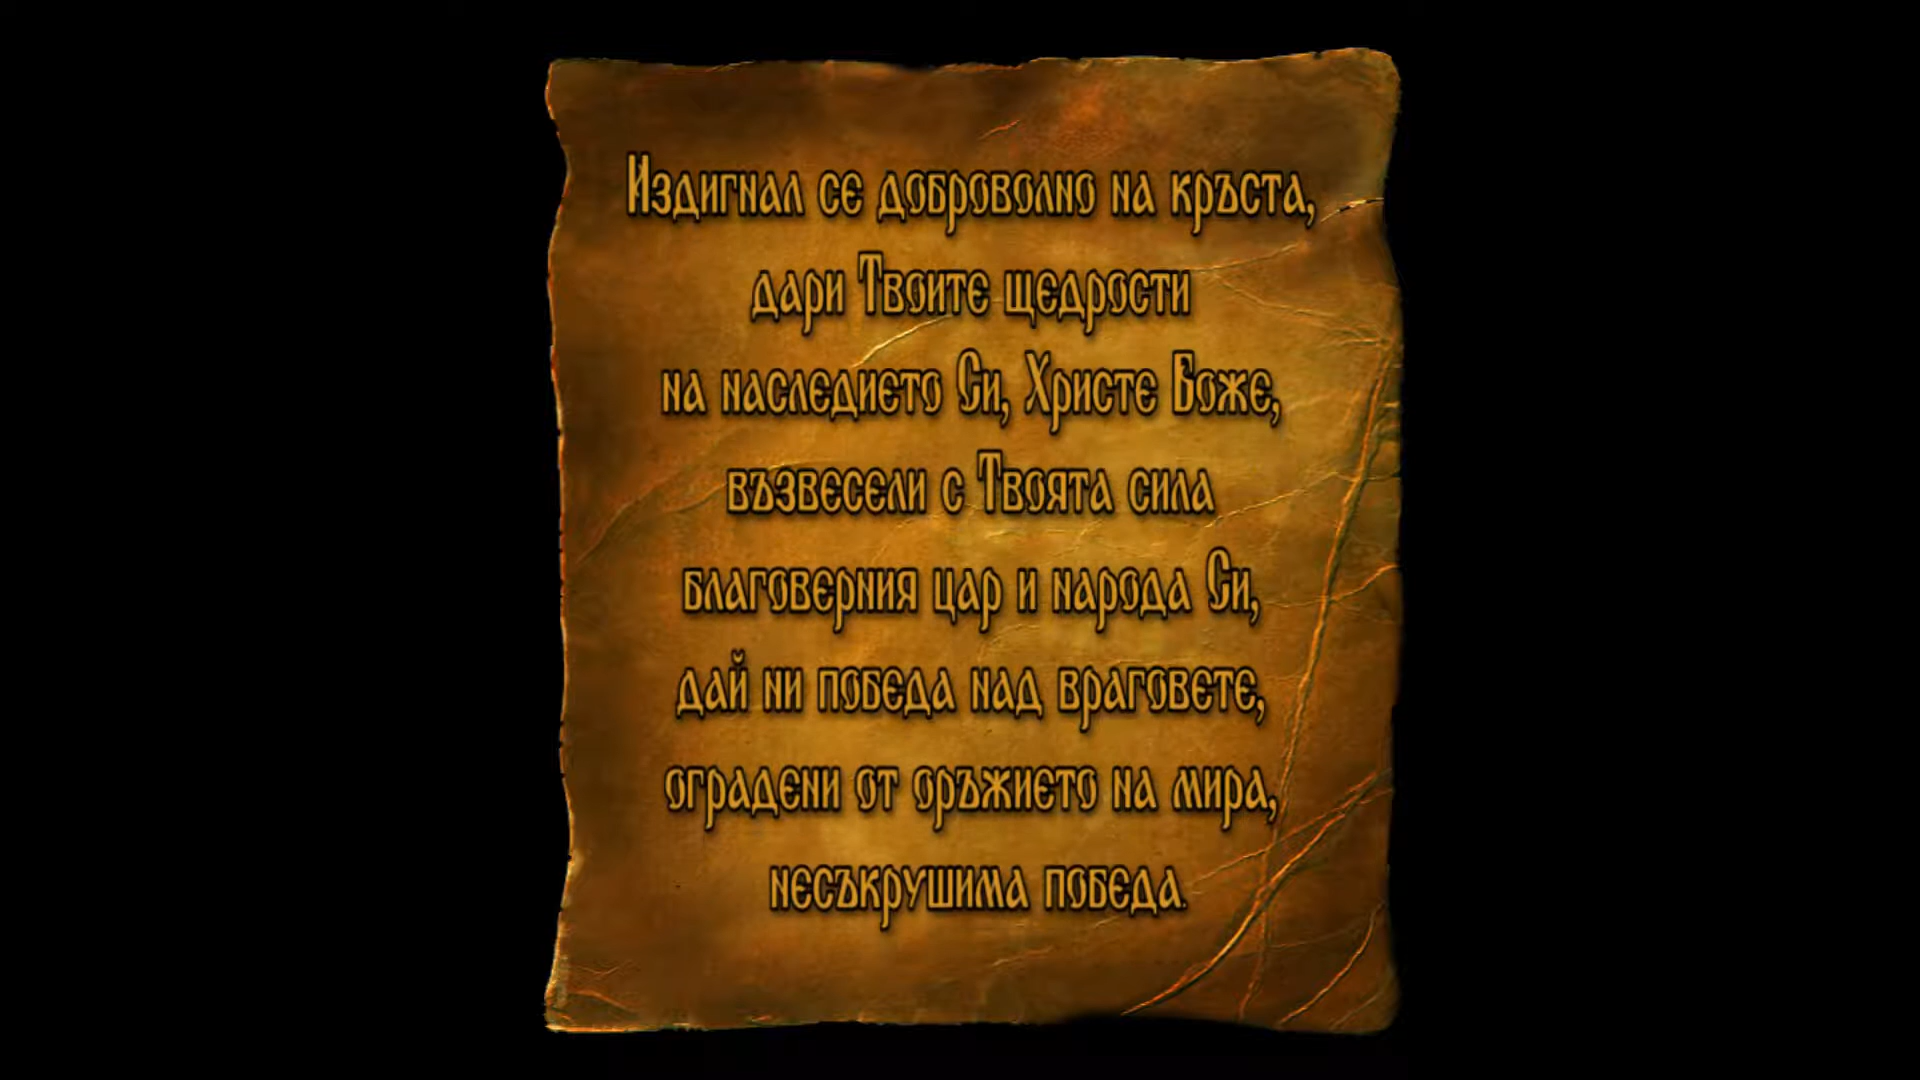 Издигнал се доброволно на кръста,
дари Твоите щедрости
на наследието Си, Христе Боже,
възвесели с Твоята сила
благоверния цар и народа Си,
дай ни победа над враговете,
оградени от оръжието на мира,
несъкрушима победа.